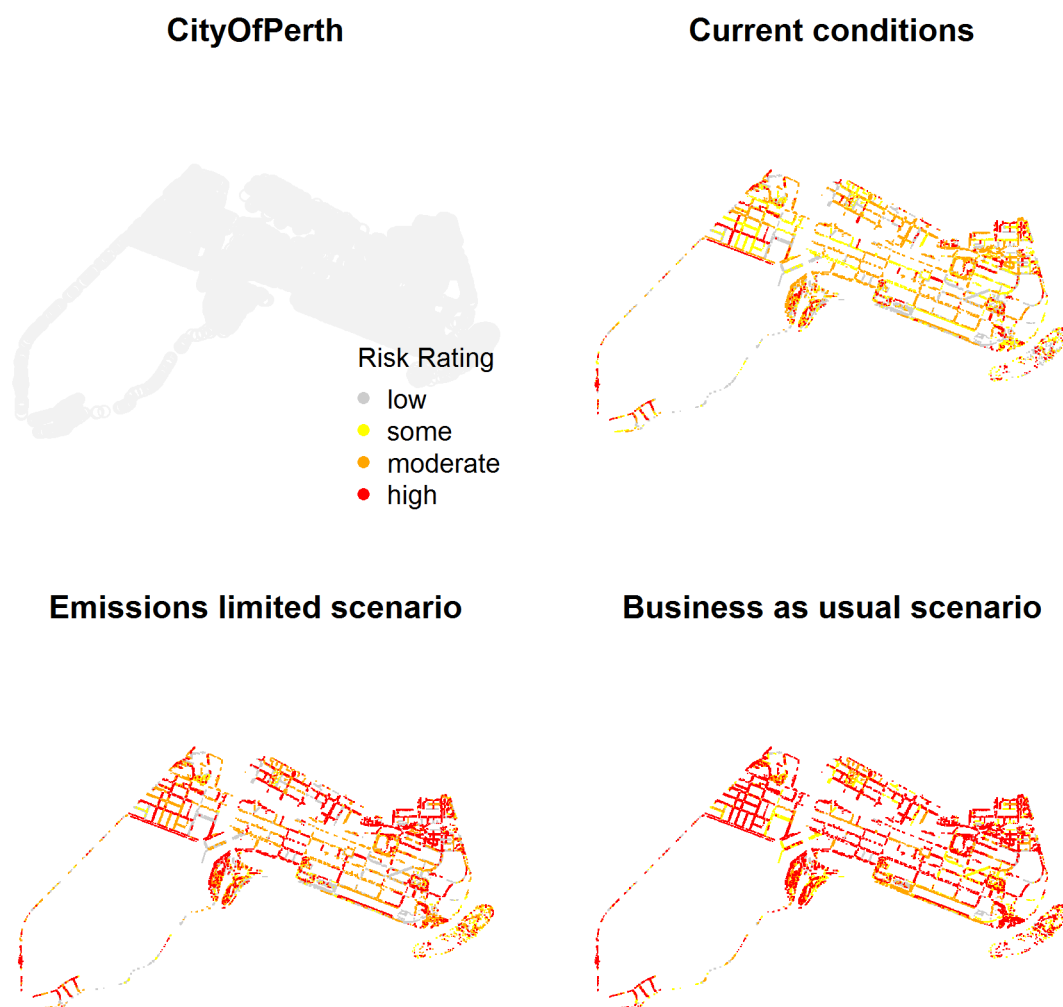 CityOfPerth
Current conditions
Risk Rating
low
some
moderate
high
Emissions limited scenario
Business as usual scenario